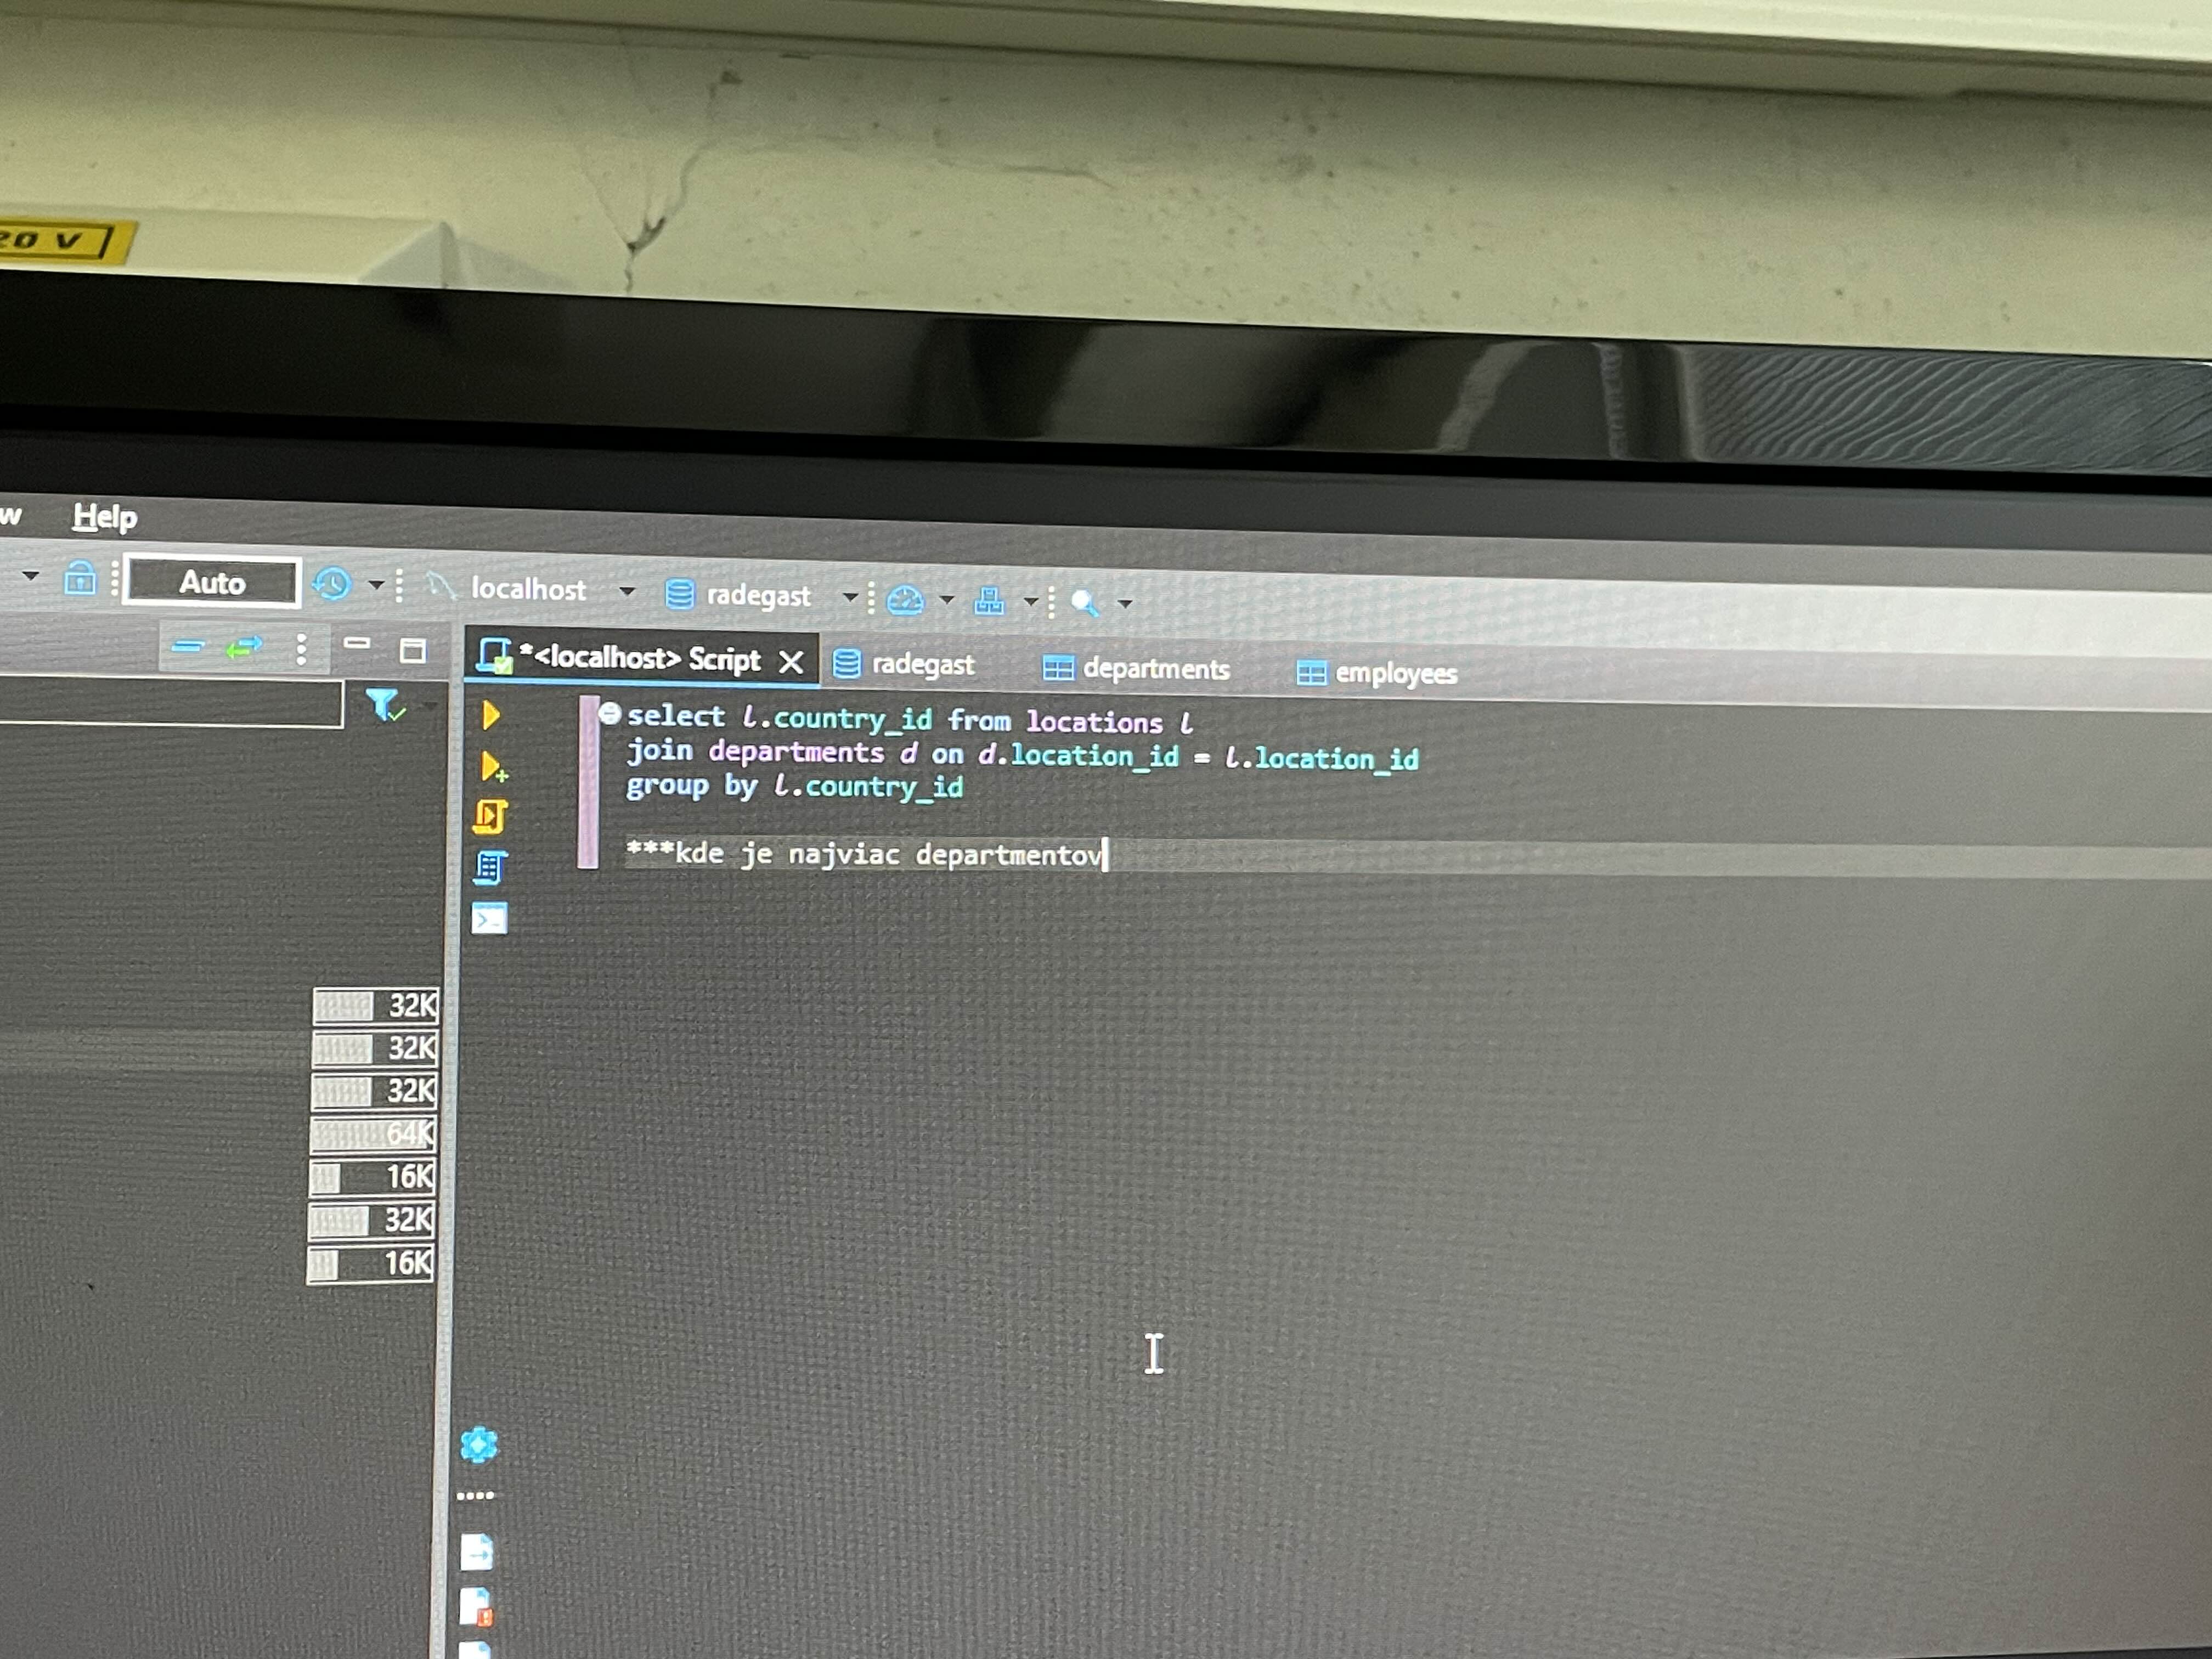 20 V
w Help
Auto localhost radegast
*<localhost> Script radegast departments employees
select l.country_id from locations l
join departments d on d.location_id = l.location_id
group by l.country_id
***kde je najviac departmentov
32K
32K
32K
64K
16K
32K
16K